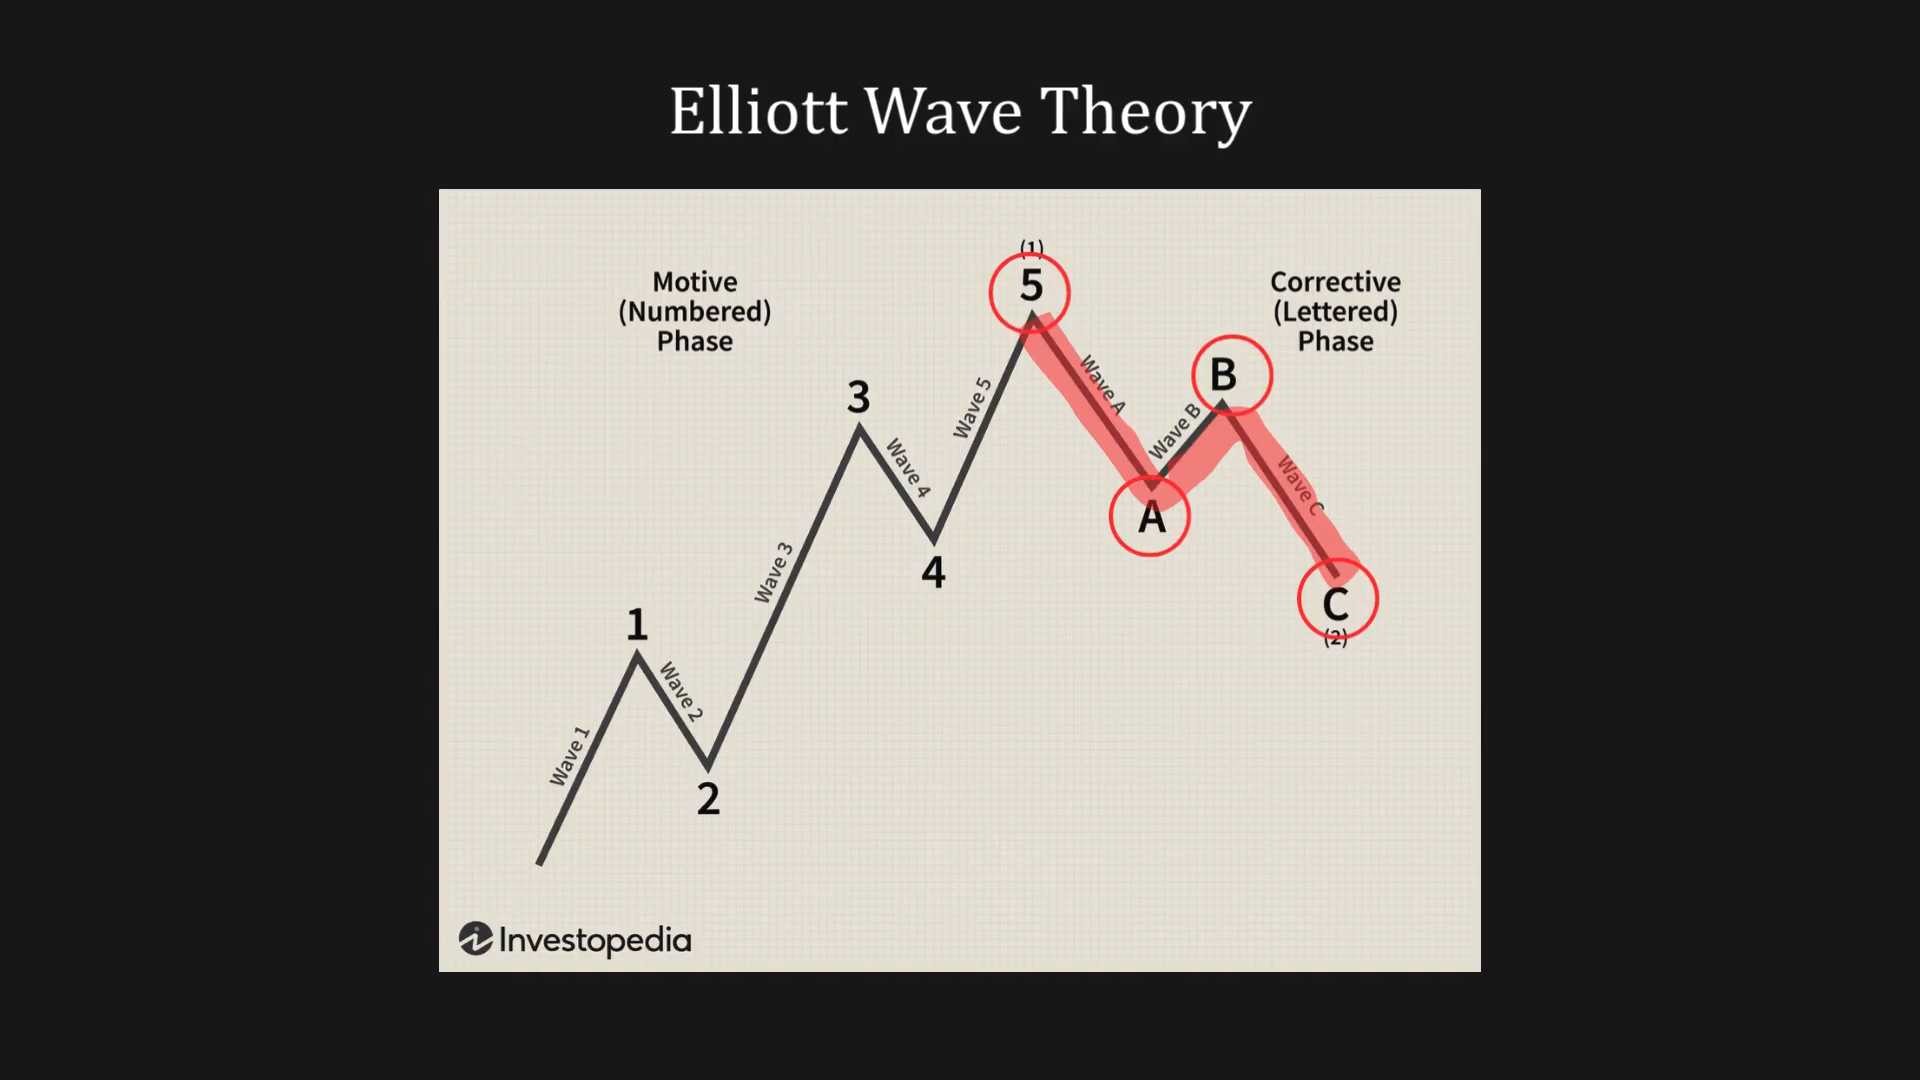 Elliott Wave Theory
Motive
(Numbered)
Phase
(1)
5
Corrective
(Lettered)
Phase
3
B
Wave A
Wave B
Wave 5
Wave 4
Wave C
A
4
Wave 3
C
(2)
1
Wave 2
Wave 1
2
Investopedia